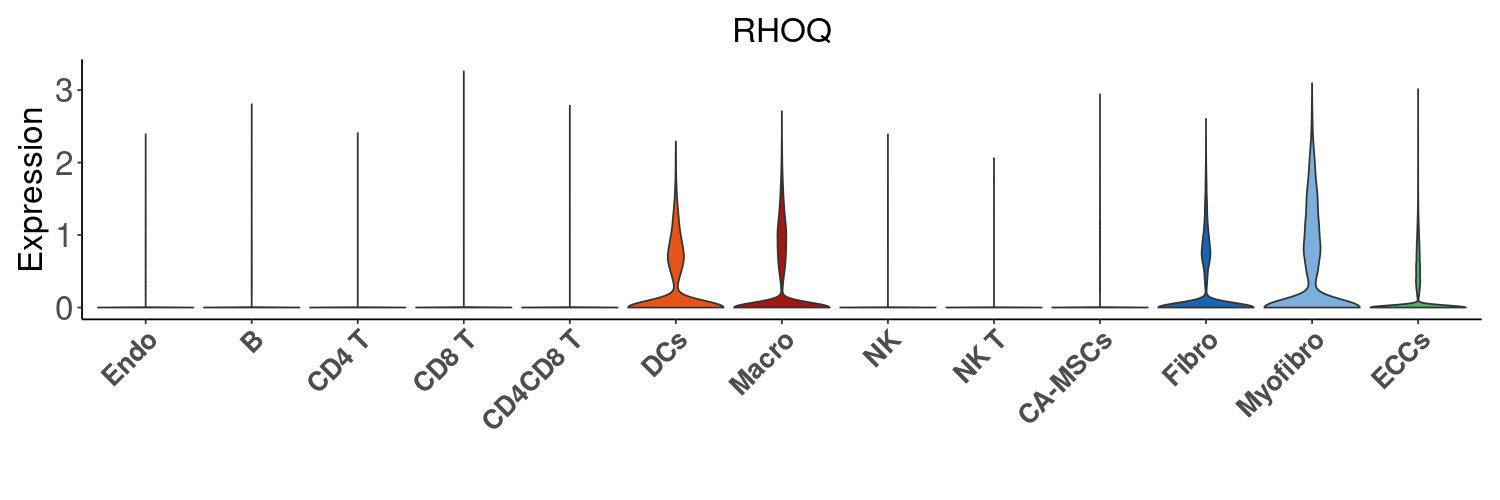 RHOQ
Expression
3
2
1
0
Endo
B
CD4 T
CD8 T
CD4CD8 T
DCs
Macro
NK
NK T
CA-MSCs
Fibro
Myofibro
ECCs